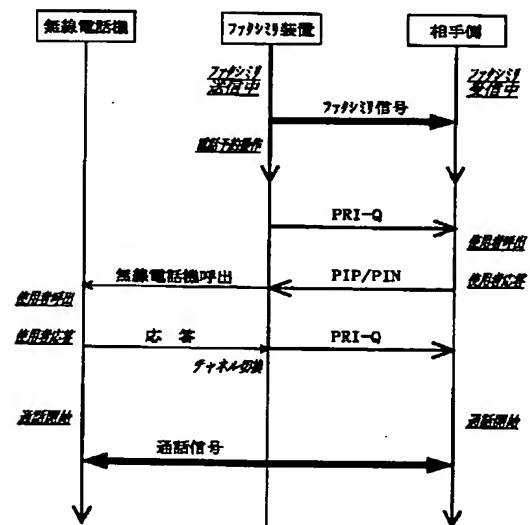 無線電話機
ファクシミリ装置
相手側
ファクシミリ
送信中
ファクシミリ
受信中
ファクシミリ信号
電話予約操作
PRI-Q
使用者呼出
無線電話機呼出
PIP/PIN
使用者呼出
使用者応答
使用者応答
応 答
PRI-Q
チャネル切換
通話開始
通話開始
通話信号